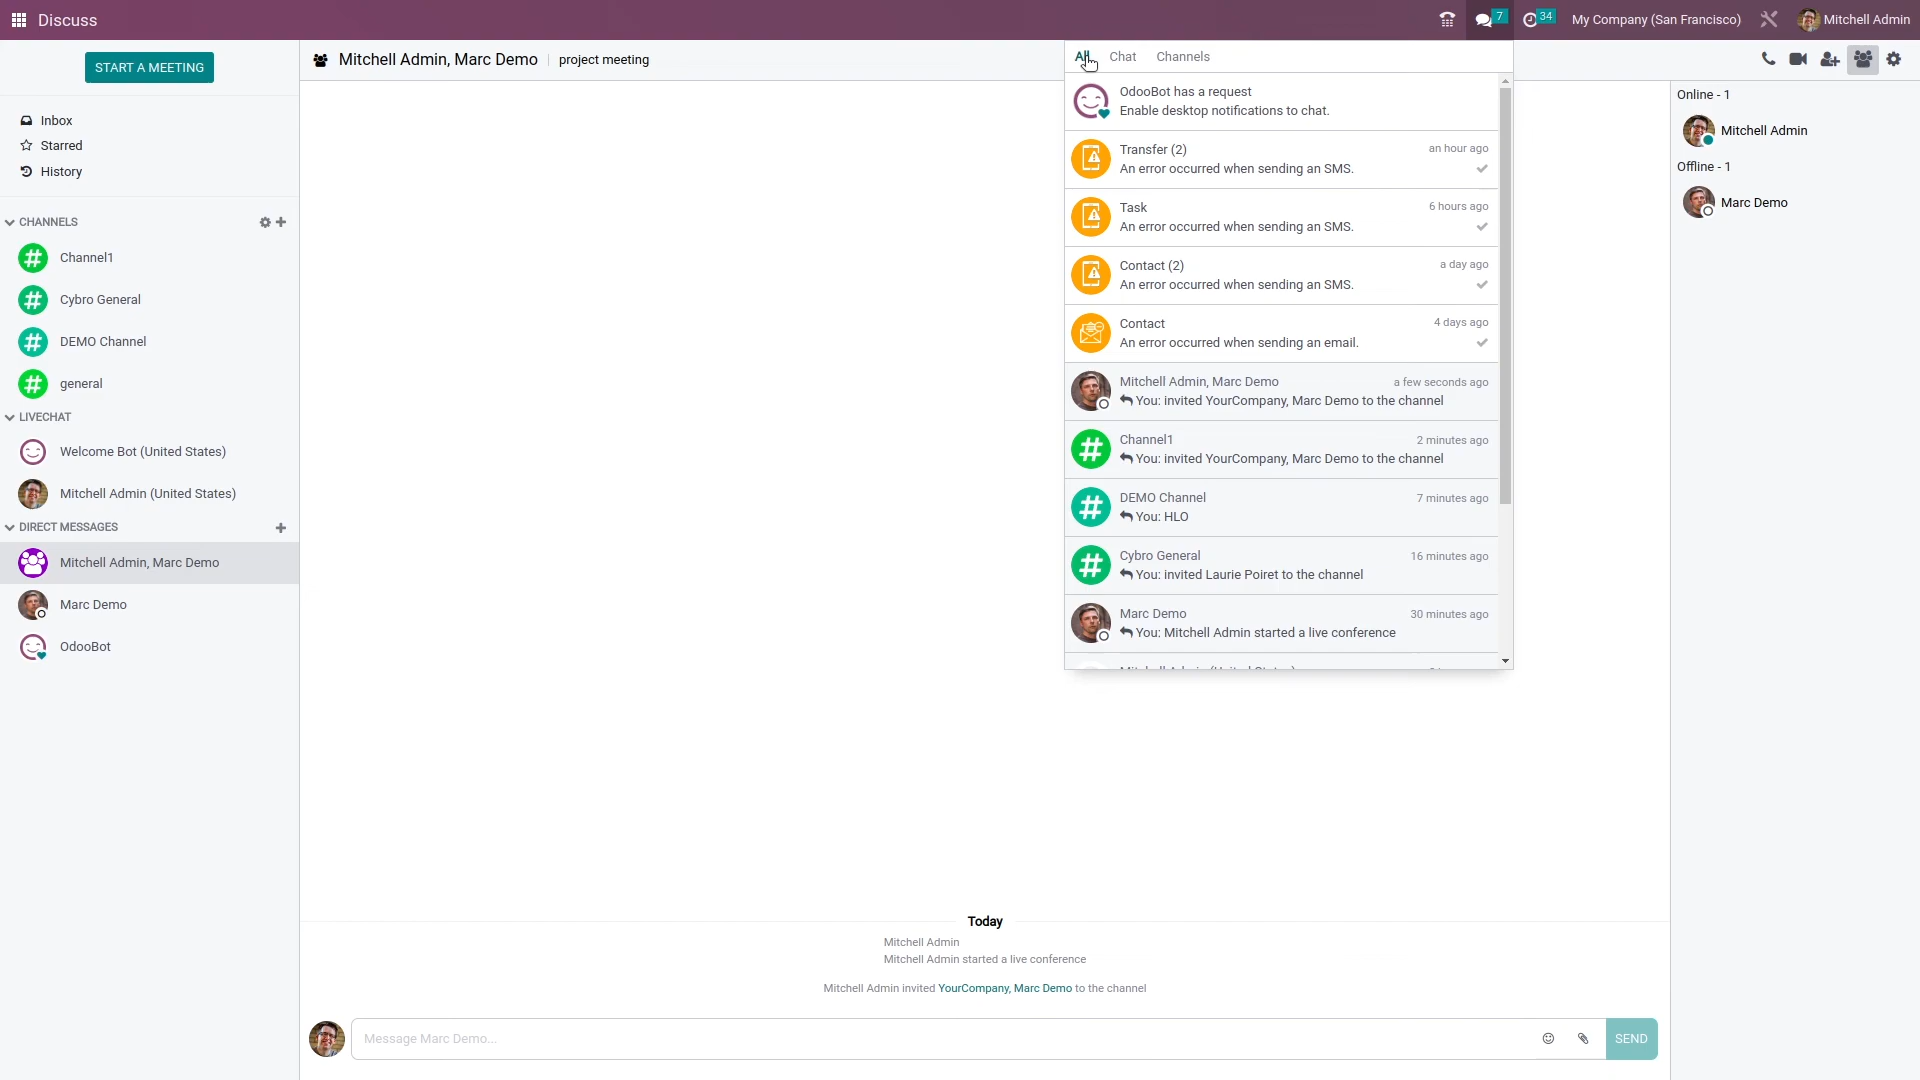 Discuss
7
34
My Company (San Francisco)
Mitchell Admin
START A MEETING
Inbox
Starred
History
CHANNELS
Channel1
Cybro General
DEMO Channel
general
LIVECHAT
Welcome Bot (United States)
Mitchell Admin (United States)
DIRECT MESSAGES
Mitchell Admin, Marc Demo
Marc Demo
OdooBot
Mitchell Admin, Marc Demo
project meeting
All
Chat
Channels
OdooBot has a request
Enable desktop notifications to chat.
Transfer (2)
an hour ago
An error occurred when sending an SMS.
Task
6 hours ago
An error occurred when sending an SMS.
Contact (2)
a day ago
An error occurred when sending an SMS.
Contact
4 days ago
An error occurred when sending an email.
Mitchell Admin, Marc Demo
a few seconds ago
You: invited YourCompany, Marc Demo to the channel
Channel1
2 minutes ago
You: invited YourCompany, Marc Demo to the channel
DEMO Channel
7 minutes ago
You: HLO
Cybro General
16 minutes ago
You: invited Laurie Poiret to the channel
Marc Demo
30 minutes ago
You: Mitchell Admin started a live conference
Mitchell Admin (United States)
Today
Mitchell Admin
Mitchell Admin started a live conference
Mitchell Admin invited YourCompany, Marc Demo to the channel
Message Marc Demo...
SEND
Online - 1
Mitchell Admin
Offline - 1
Marc Demo